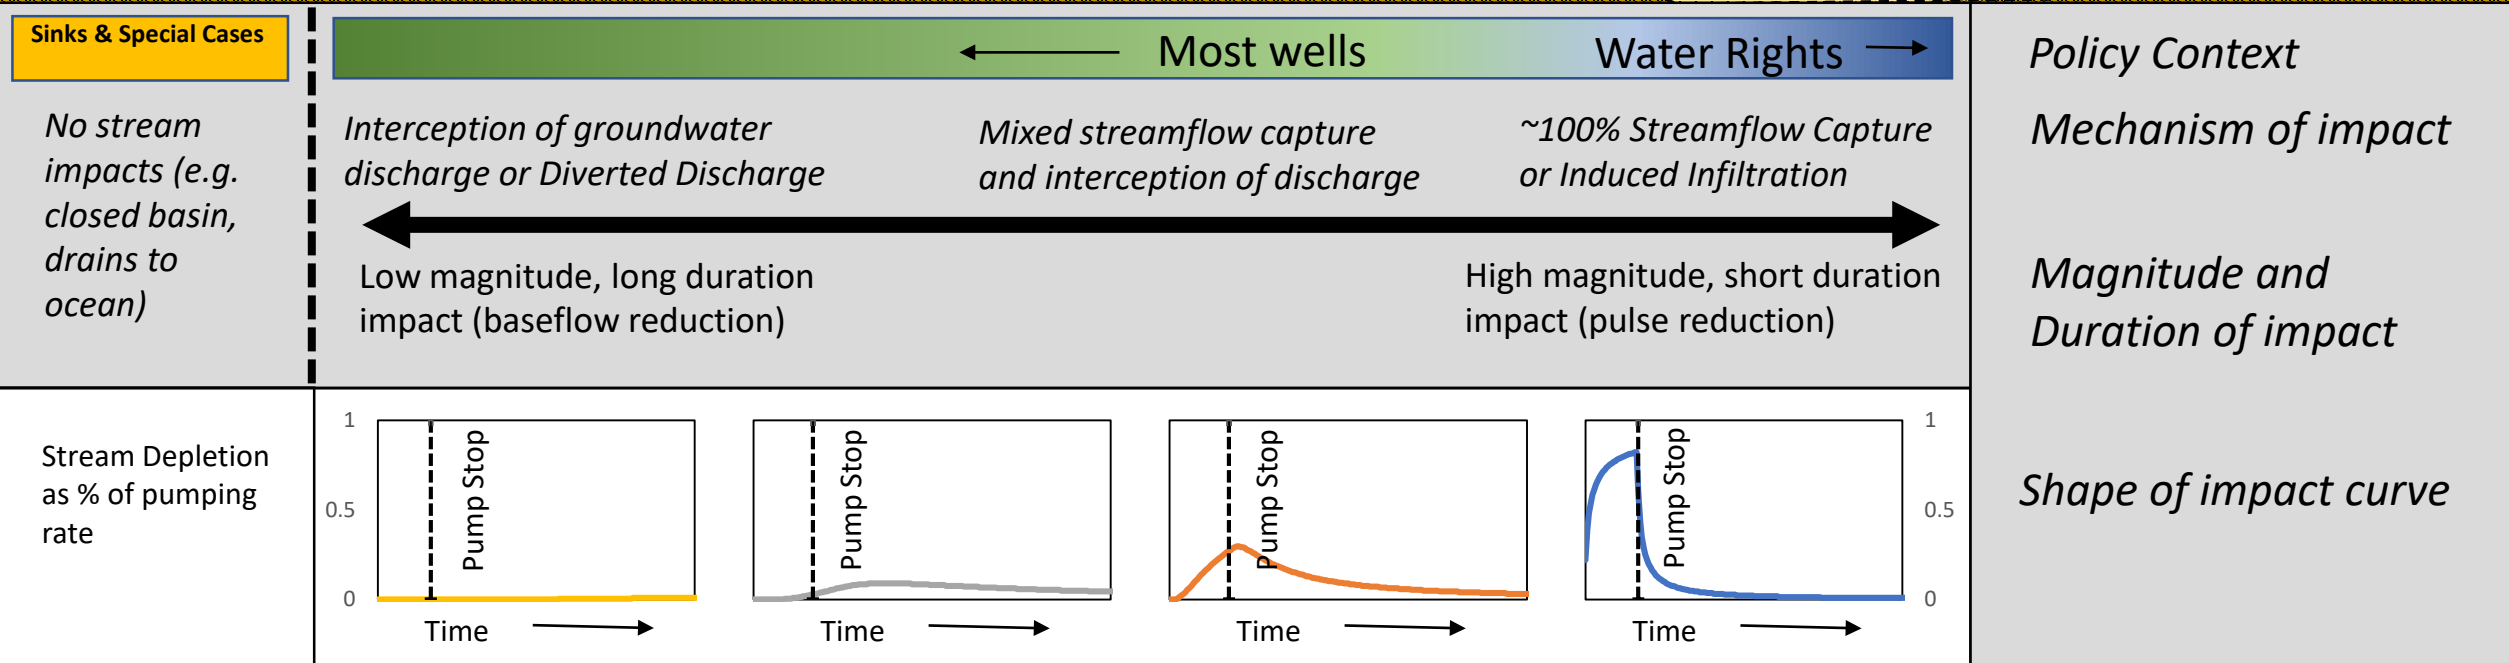 Sinks & Special Cases
Most wells
Water Rights
Policy Context
No stream
impacts (e.g.
closed basin,
drains to
ocean)
Interception of groundwater
discharge or Diverted Discharge
Mixed streamflow capture
and interception of discharge
~100% Streamflow Capture
or Induced Infiltration
Mechanism of impact
Low magnitude, long duration
impact (baseflow reduction)
High magnitude, short duration
impact (pulse reduction)
Magnitude and
Duration of impact
Stream Depletion
as % of pumping
rate
1
0.5
0
Pump Stop
Time
Pump Stop
Time
Pump Stop
Time
Pump Stop
Time
1
0.5
0
Shape of impact curve